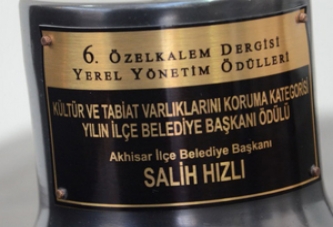 6. ÖZELKALEM DERGİSİ
YEREL YÖNETİM ÖDÜLLERİ
KÜLTÜR VE TABİAT VARLIKLARINI KORUMA KATEGORİSİ
YILIN İLÇE BELEDİYE BAŞKANI ÖDÜLÜ
Akhisar İlçe Belediye Başkanı
SALİH HIZLI